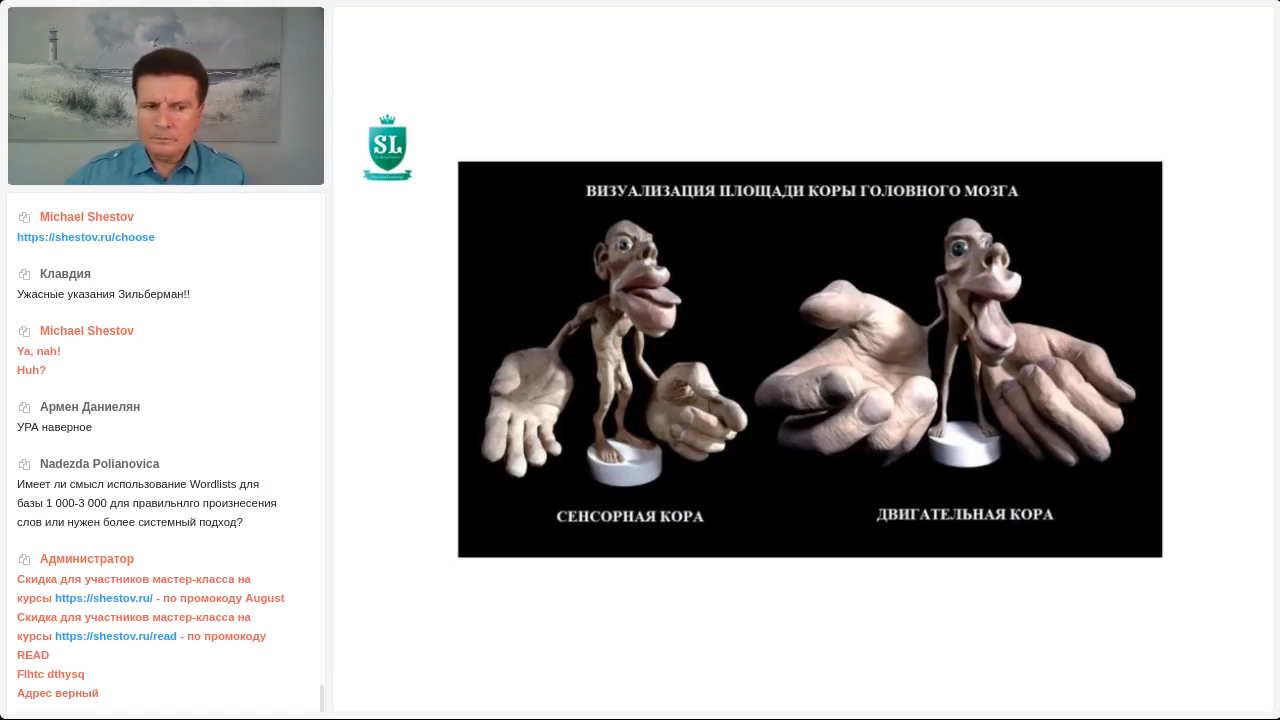 Michael Shestov
https://shestov.ru/choose
Клавдия
Ужасные указания Зильберман!!
Michael Shestov
Ya, nah!
Huh?
Армен Даниелян
УРА наверное
Nadezda Polianovica
Имеет ли смысл использование Wordlists для
базы 1 000-3 000 для правильнлго произнесения
слов или нужен более системный подход?
Администратор
Скидка для участников мастер-класса на
курсы https://shestov.ru/ - по промокоду August
Скидка для участников мастер-класса на
курсы https://shestov.ru/read - по промокоду
READ
Flhtc dthysq
Адрес верный
SL
ВИЗУАЛИЗАЦИЯ ПЛОЩАДИ КОРЫ ГОЛОВНОГО МОЗГА
СЕНСОРНАЯ КОРА
ДВИГАТЕЛЬНАЯ КОРА